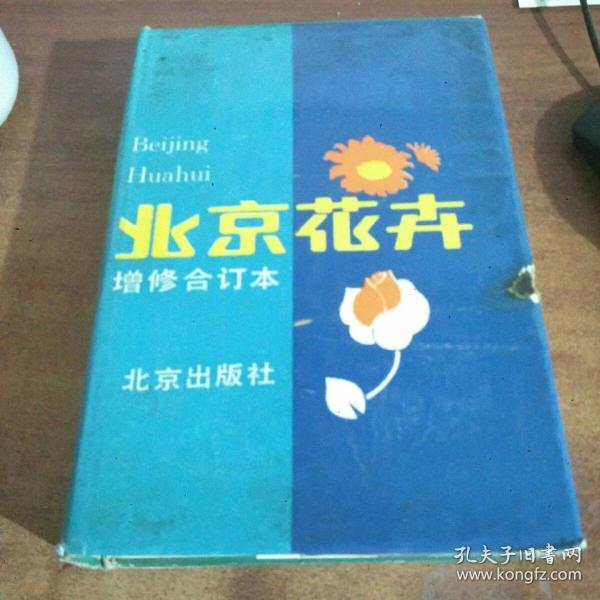 Beijing
Huahui
北京花卉
增修合订本
北京出版社
孔夫子旧书网
www.kongfz.com